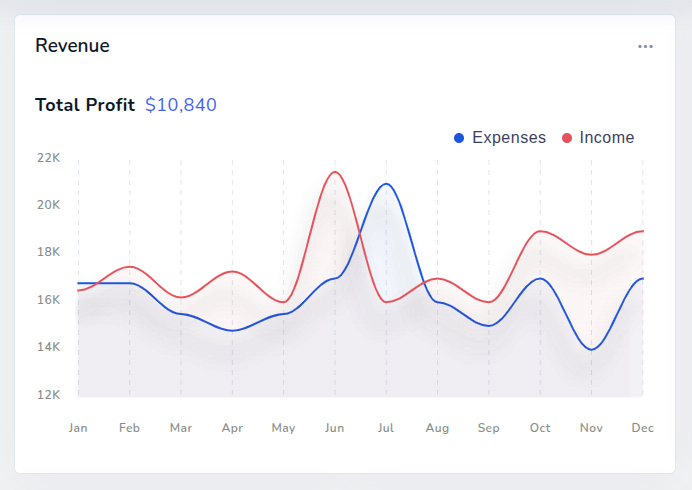 Revenue
Total Profit $10,840
Expenses Income
22K
20K
18K
16K
14K
12K
Jan Feb Mar Apr May Jun Jul Aug Sep Oct Nov Dec